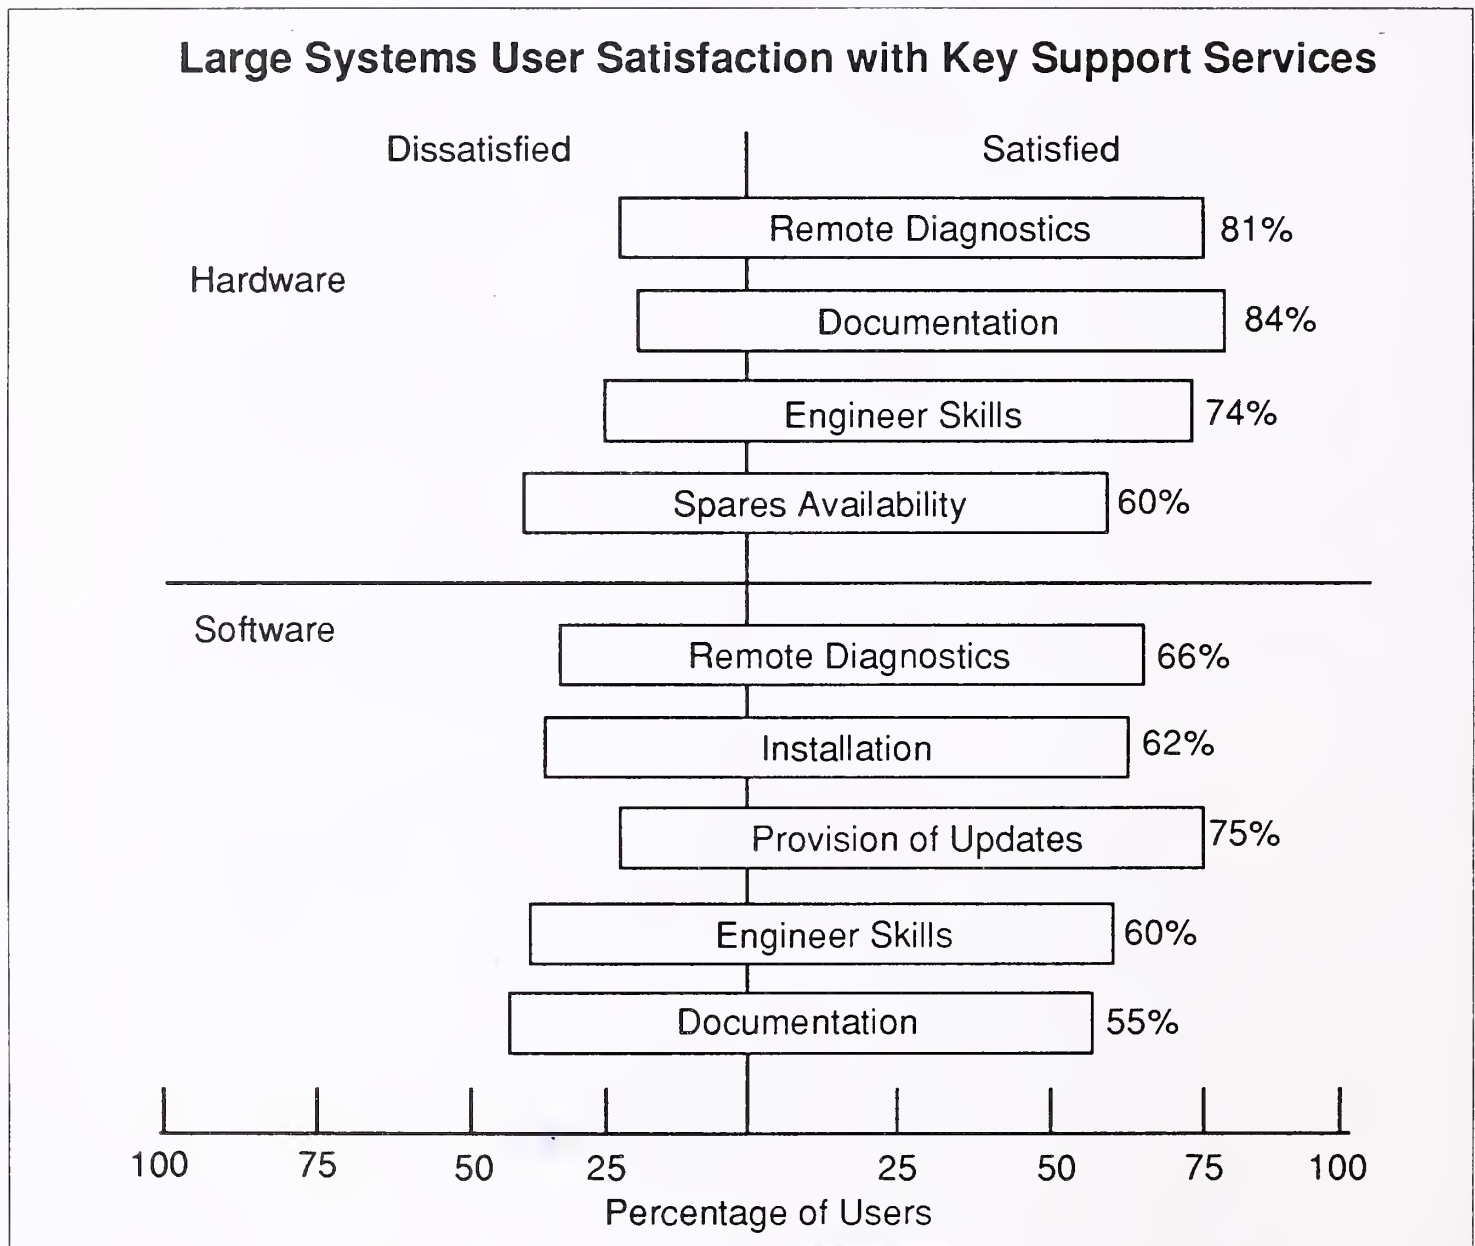 Large Systems User Satisfaction with Key Support Services
Dissatisfied Satisfied
Remote Diagnostics 81%
Hardware
Documentation 84%
Engineer Skills 74%
Spares Availability 60%
Software
Remote Diagnostics 66%
Installation 62%
Provision of Updates 75%
Engineer Skills 60%
Documentation 55%
100 75 50 25 25 50 75 100
Percentage of Users